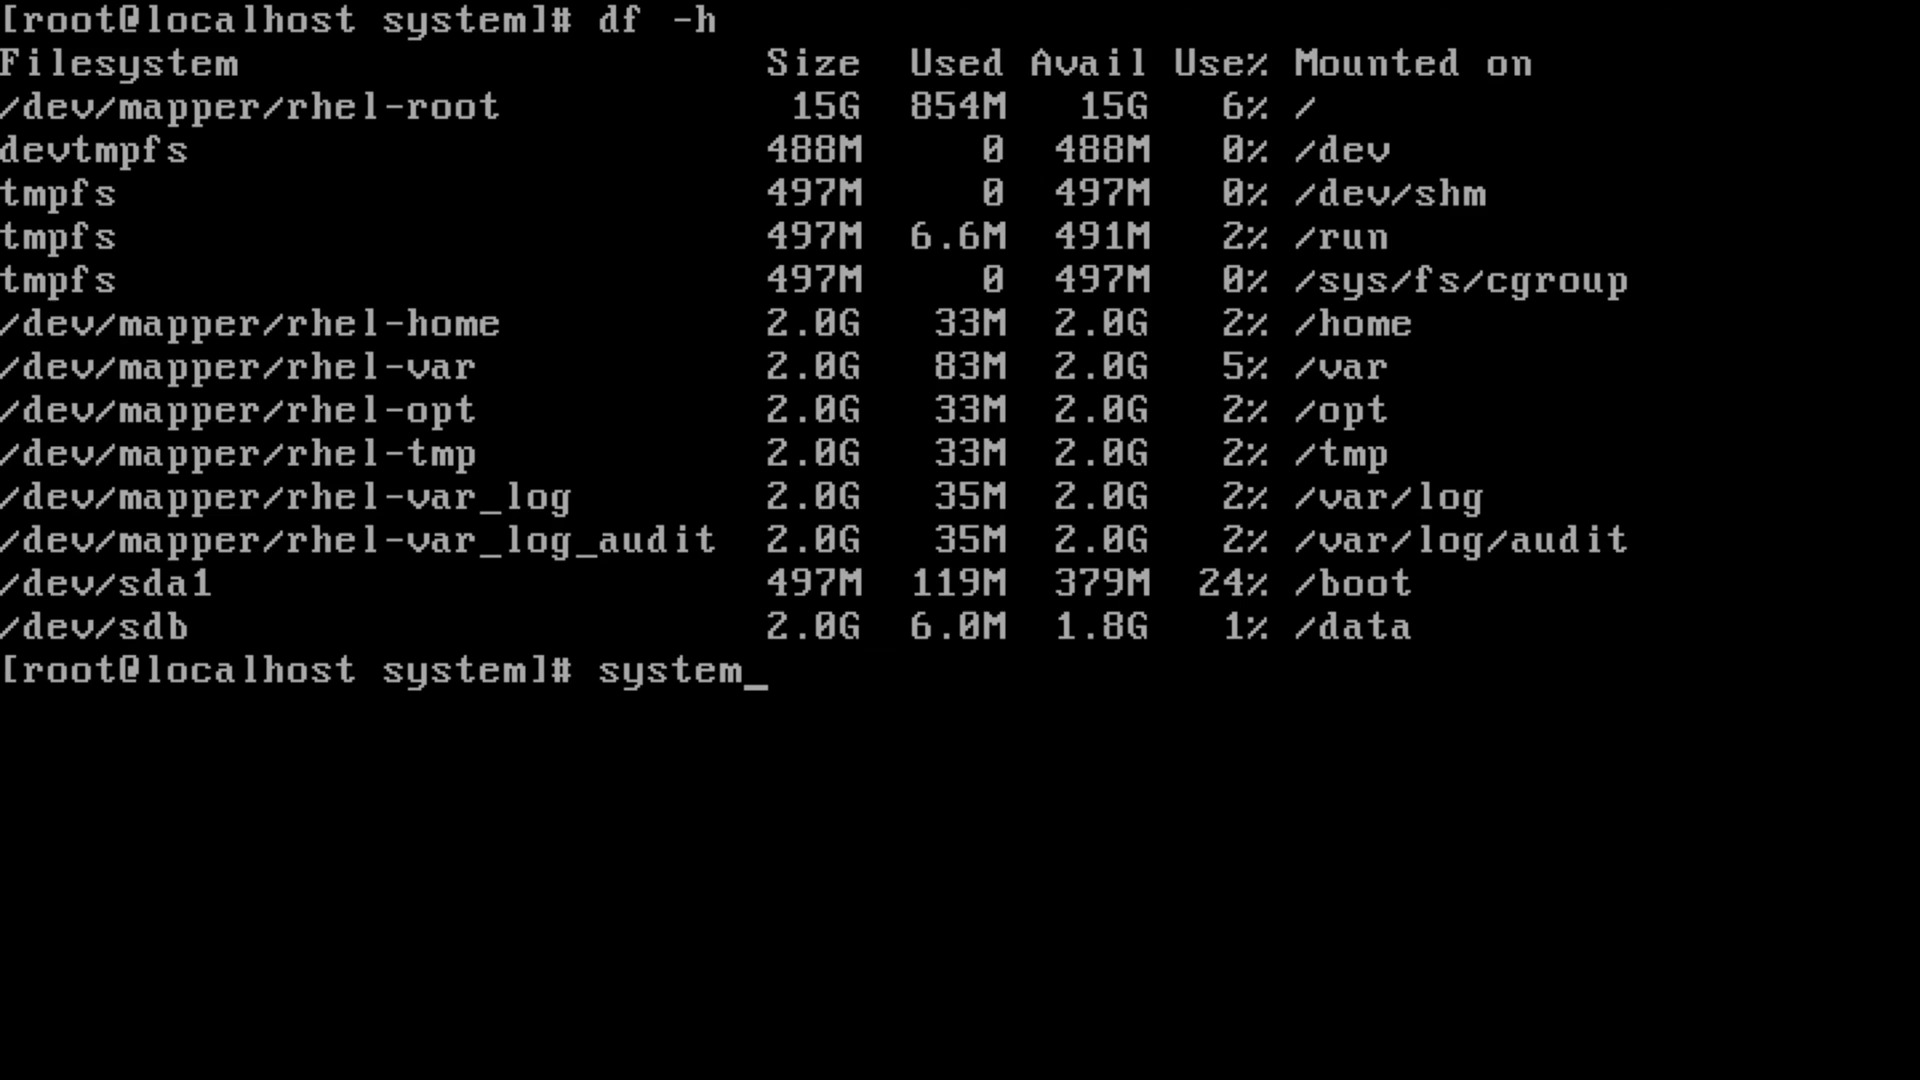 [root@localhost system]# df -h
Filesystem                      Size  Used Avail Use% Mounted on
/dev/mapper/rhel-root            15G  854M   15G   6% /
devtmpfs                        488M     0  488M   0% /dev
tmpfs                           497M     0  497M   0% /dev/shm
tmpfs                           497M  6.6M  491M   2% /run
tmpfs                           497M     0  497M   0% /sys/fs/cgroup
/dev/mapper/rhel-home           2.0G   33M  2.0G   2% /home
/dev/mapper/rhel-var            2.0G   83M  2.0G   5% /var
/dev/mapper/rhel-opt            2.0G   33M  2.0G   2% /opt
/dev/mapper/rhel-tmp            2.0G   33M  2.0G   2% /tmp
/dev/mapper/rhel-var_log        2.0G   35M  2.0G   2% /var/log
/dev/mapper/rhel-var_log_audit  2.0G   35M  2.0G   2% /var/log/audit
/dev/sda1                       497M  119M  379M  24% /boot
/dev/sdb                        2.0G  6.0M  1.8G   1% /data
[root@localhost system]# system_